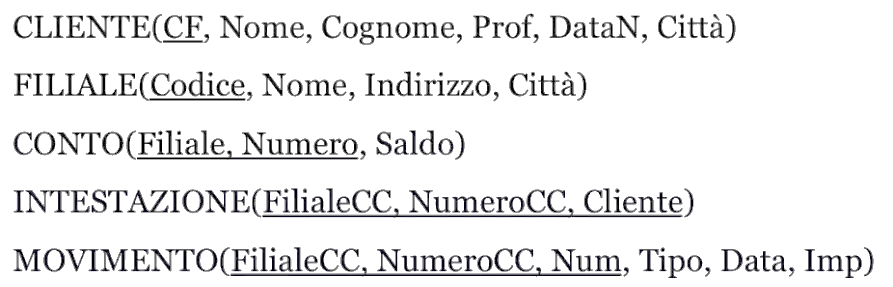 CLIENTE(CF, Nome, Cognome, Prof, DataN, Città)
FILIALE(Codice, Nome, Indirizzo, Città)
CONTO(Filiale, Numero, Saldo)
INTESTAZIONE(FilialeCC, NumeroCC, Cliente)
MOVIMENTO(FilialeCC, NumeroCC, Num, Tipo, Data, Imp)